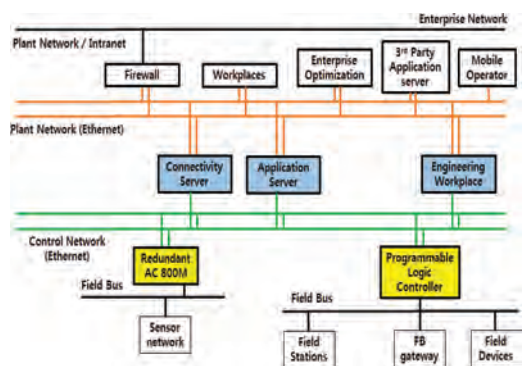 Enterprise Network
Plant Network / Intranet
Firewall
Workplaces
Enterprise
Optimization
3rd Party
Application
server
Mobile
Operator
Plant Network (Ethernet)
Connectivity
Server
Application
Server
Engineering
Workplace
Control Network
(Ethernet)
Redundant
AC 800M
Programmable
Logic
Controller
Field Bus
Field Bus
Sensor
network
Field
Stations
FB
gateway
Field
Devices